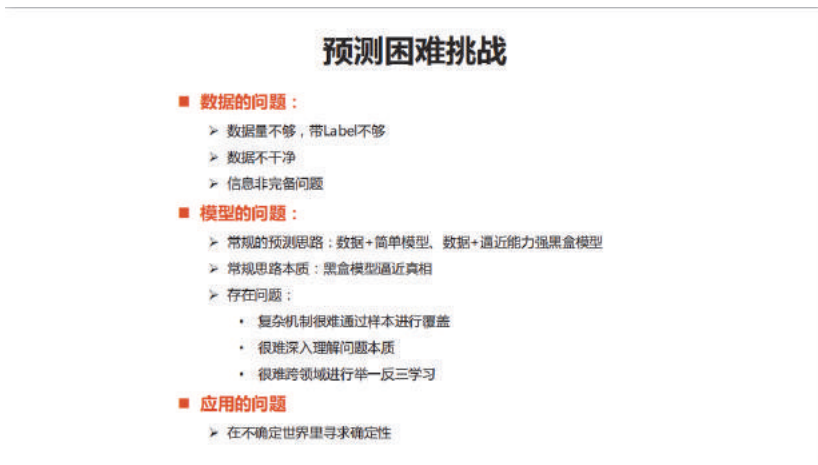 预测困难挑战
■ 数据的问题：
➢ 数据量不够，带Label不够
➢ 数据不干净
➢ 信息非完备问题
■ 模型的问题：
➢ 常规的预测思路：数据+简单模型、数据+逼近能力强黑盒模型
➢ 常规思路本质：黑盒模型逼近真相
➢ 存在问题：
• 复杂机制很难通过样本进行覆盖
• 很难深入理解问题本质
• 很难跨领域进行举一反三学习
■ 应用的问题
➢ 在不确定世界里寻求确定性